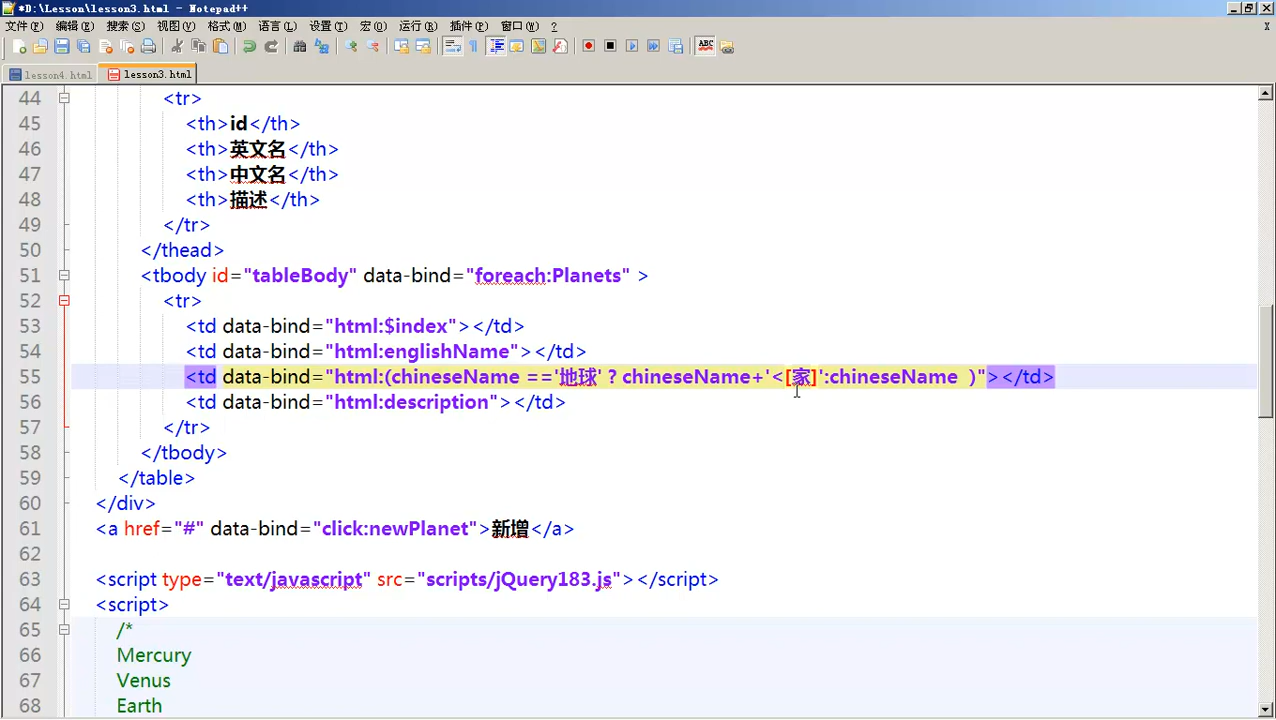 *D:\Lesson\lesson3.html - Notepad++
文件(F) 编辑(E) 搜索(S) 视图(V) 格式(M) 语言(L) 设置(T) 宏(O) 运行(R) 插件(P) 窗口(W) ? X
lesson4.html lesson3.html
44 <tr>
45 <th>id</th>
46 <th>英文名</th>
47 <th>中文名</th>
48 <th>描述</th>
49 </tr>
50 </thead>
51 <tbody id="tableBody" data-bind="foreach:Planets" >
52 <tr>
53 <td data-bind="html:$index"></td>
54 <td data-bind="html:englishName"></td>
55 <td data-bind="html:(chineseName =='地球' ? chineseName+'<[家]':chineseName  )"></td>
56 <td data-bind="html:description"></td>
57 </tr>
58 </tbody>
59 </table>
60 </div>
61 <a href="#" data-bind="click:newPlanet">新增</a>
62
63 <script type="text/javascript" src="scripts/jQuery183.js"></script>
64 <script>
65 /*
66 Mercury
67 Venus
68 Earth